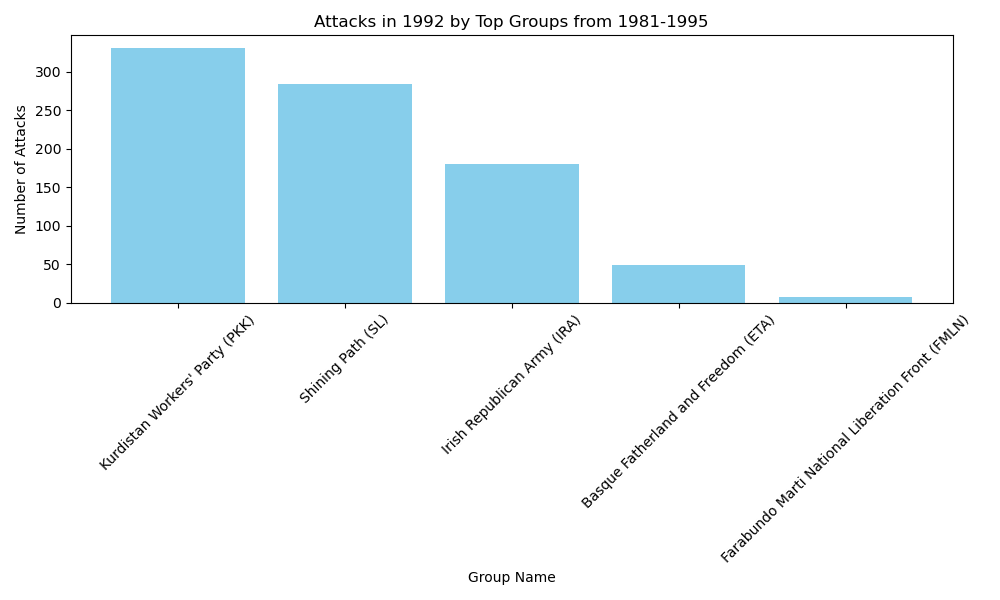 Attacks in 1992 by Top Groups from 1981-1995
Number of Attacks
300
250
200
150
100
50
0
Kurdistan Workers' Party (PKK)
Shining Path (SL)
Irish Republican Army (IRA)
Basque Fatherland and Freedom (ETA)
Farabundo Marti National Liberation Front (FMLN)
Group Name